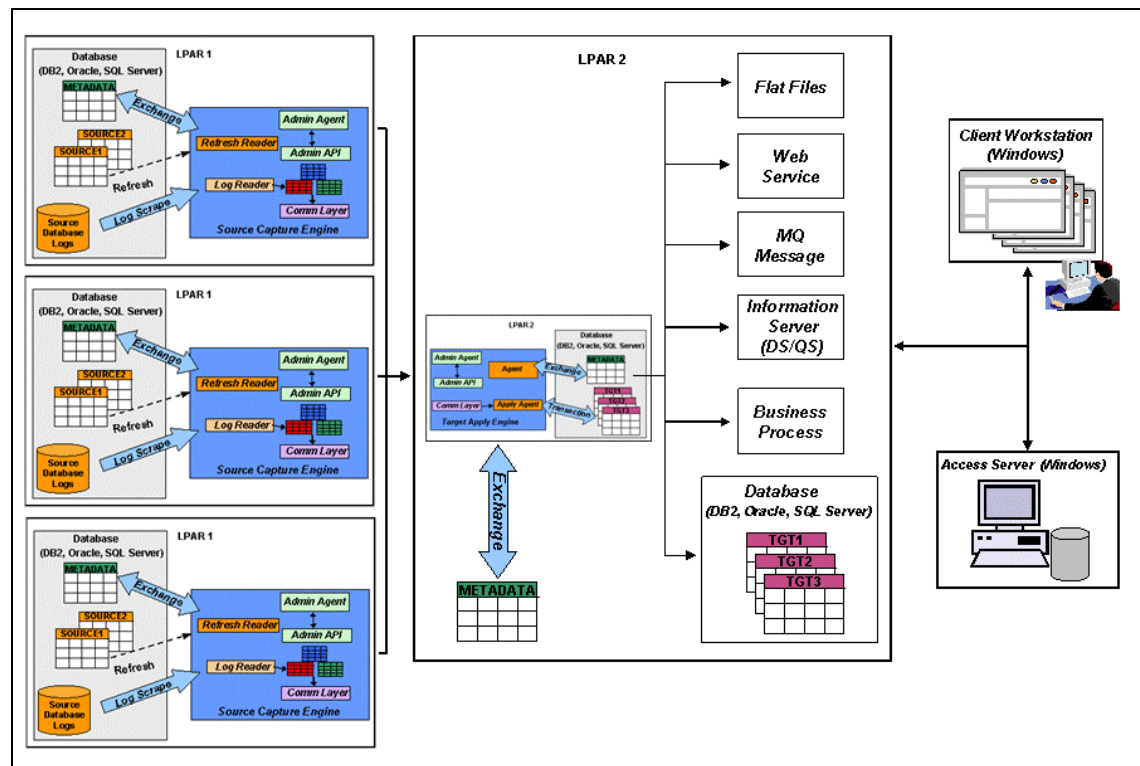 LPAR 1
Database
(DB2, Oracle, SQL Server)
METADATA
Exchange
SOURCE2
SOURCE1
Refresh
Log Scrape
Source
Database
Logs
Admin Agent
Refresh Reader
Admin API
Log Reader
Comm Layer
Source Capture Engine
LPAR 1
Database
(DB2, Oracle, SQL Server)
METADATA
Exchange
SOURCE2
SOURCE1
Refresh
Log Scrape
Source
Database
Logs
Admin Agent
Refresh Reader
Admin API
Log Reader
Comm Layer
Source Capture Engine
LPAR 1
Database
(DB2, Oracle, SQL Server)
METADATA
Exchange
SOURCE2
SOURCE1
Refresh
Log Scrape
Source
Database
Logs
Admin Agent
Refresh Reader
Admin API
Log Reader
Comm Layer
Source Capture Engine
LPAR 2
LPAR 2
Database
(DB2, Oracle, SQL Server)
Admin Agent
Agent
Exchange
METADATA
Admin API
Comm Layer
Apply Agent
Transaction
TGT1
TGT2
TGT3
Target Apply Engine
Exchange
METADATA
Flat Files
Web
Service
MQ
Message
Information
Server
(DS/QS)
Business
Process
Database
(DB2, Oracle, SQL Server)
TGT1
TGT2
TGT3
Client Workstation
(Windows)
Access Server (Windows)